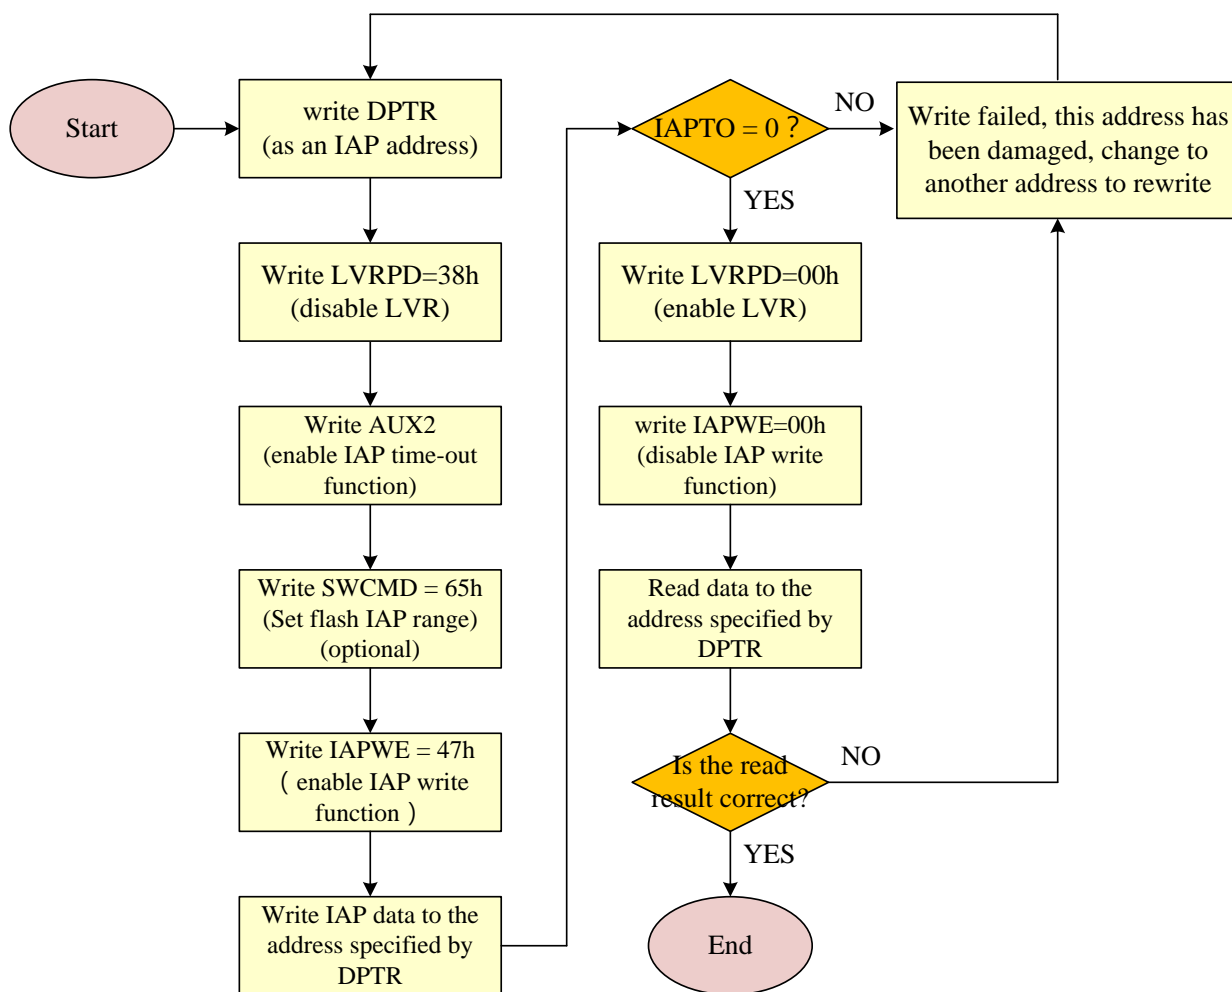 Start
write DPTR
(as an IAP address)
Write LVRPD=38h
(disable LVR)
Write AUX2
(enable IAP time-out
function)
Write SWCMD = 65h
(Set flash IAP range)
(optional)
Write IAPWE = 47h
( enable IAP write
function )
Write IAP data to the
address specified by
DPTR
IAPTO = 0 ?
NO
Write failed, this address has
been damaged, change to
another address to rewrite
YES
Write LVRPD=00h
(enable LVR)
write IAPWE=00h
(disable IAP write
function)
Read data to the
address specified by
DPTR
Is the read
result correct?
NO
YES
End